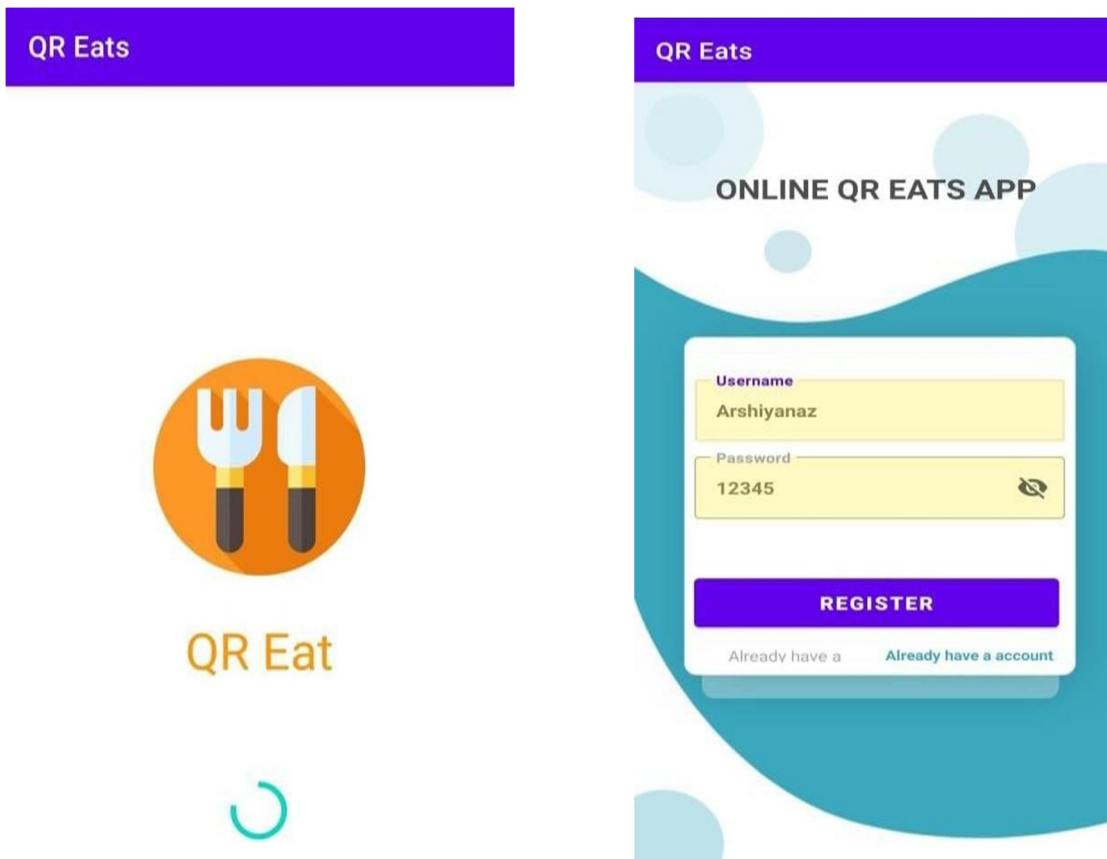 QR Eats
QR Eat
QR Eats
ONLINE QR EATS APP
Username
Arshiyanaz
Password
12345
REGISTER
Already have a
Already have a account